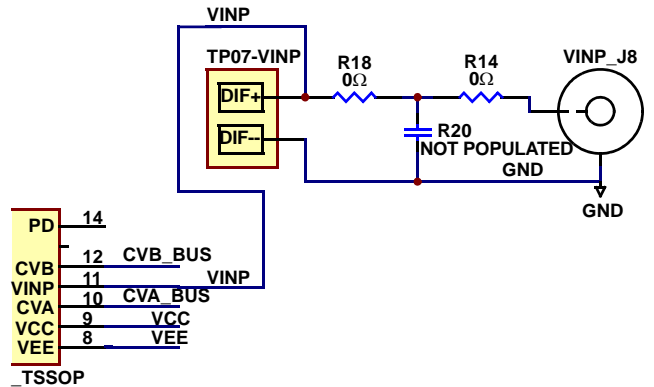 VINP
TP07-VINP
DIF+
DIF--
R18
0Ω
R14
0Ω
VINP_J8
R20
NOT POPULATED
GND
GND
PD 14
CVB 12 CVB_BUS
VINP 11 VINP
CVA 10 CVA_BUS
VCC 9 VCC
VEE 8 VEE
_TSSOP